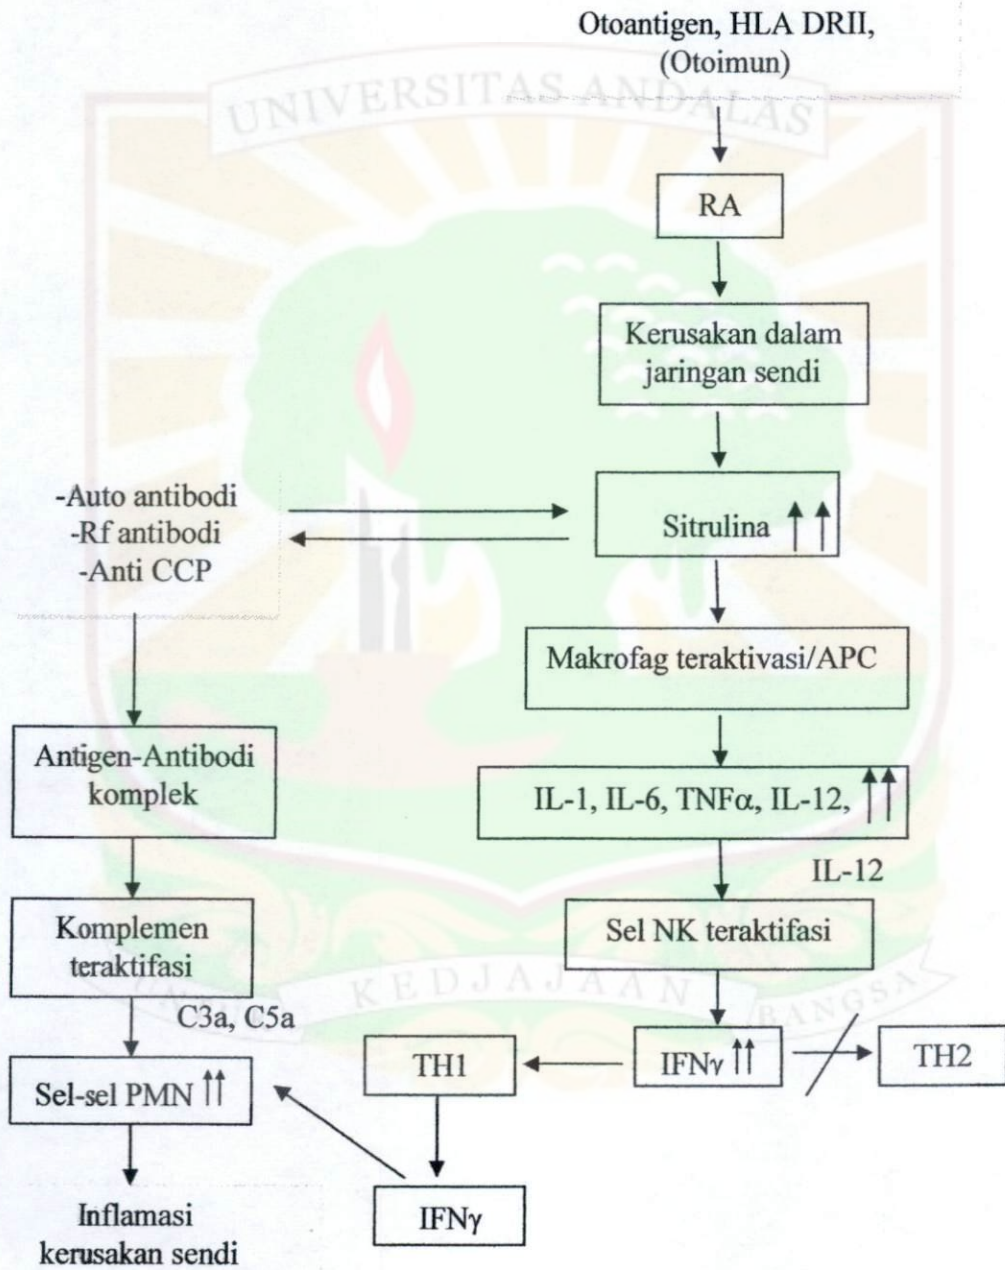 Otoantigen, HLA DRII,
(Otoimun)
UNIVERSITAS ANDALAS
RA
Kerusakan dalam
jaringan sendi
-Auto antibodi
-Rf antibodi
-Anti CCP
Sitrulina ↑ ↑
Makrofag teraktivasi/APC
Antigen-Antibodi
komplek
IL-1, IL-6, TNFα, IL-12, ↑↑
IL-12
Komplemen
teraktifasi
Sel NK teraktifasi
UNTUK KEDJAJAAN BANGSA
C3a, C5a
Sel-sel PMN ↑↑
TH1
IFNγ ↑↑
TH2
IFNγ
Inflamasi
kerusakan sendi